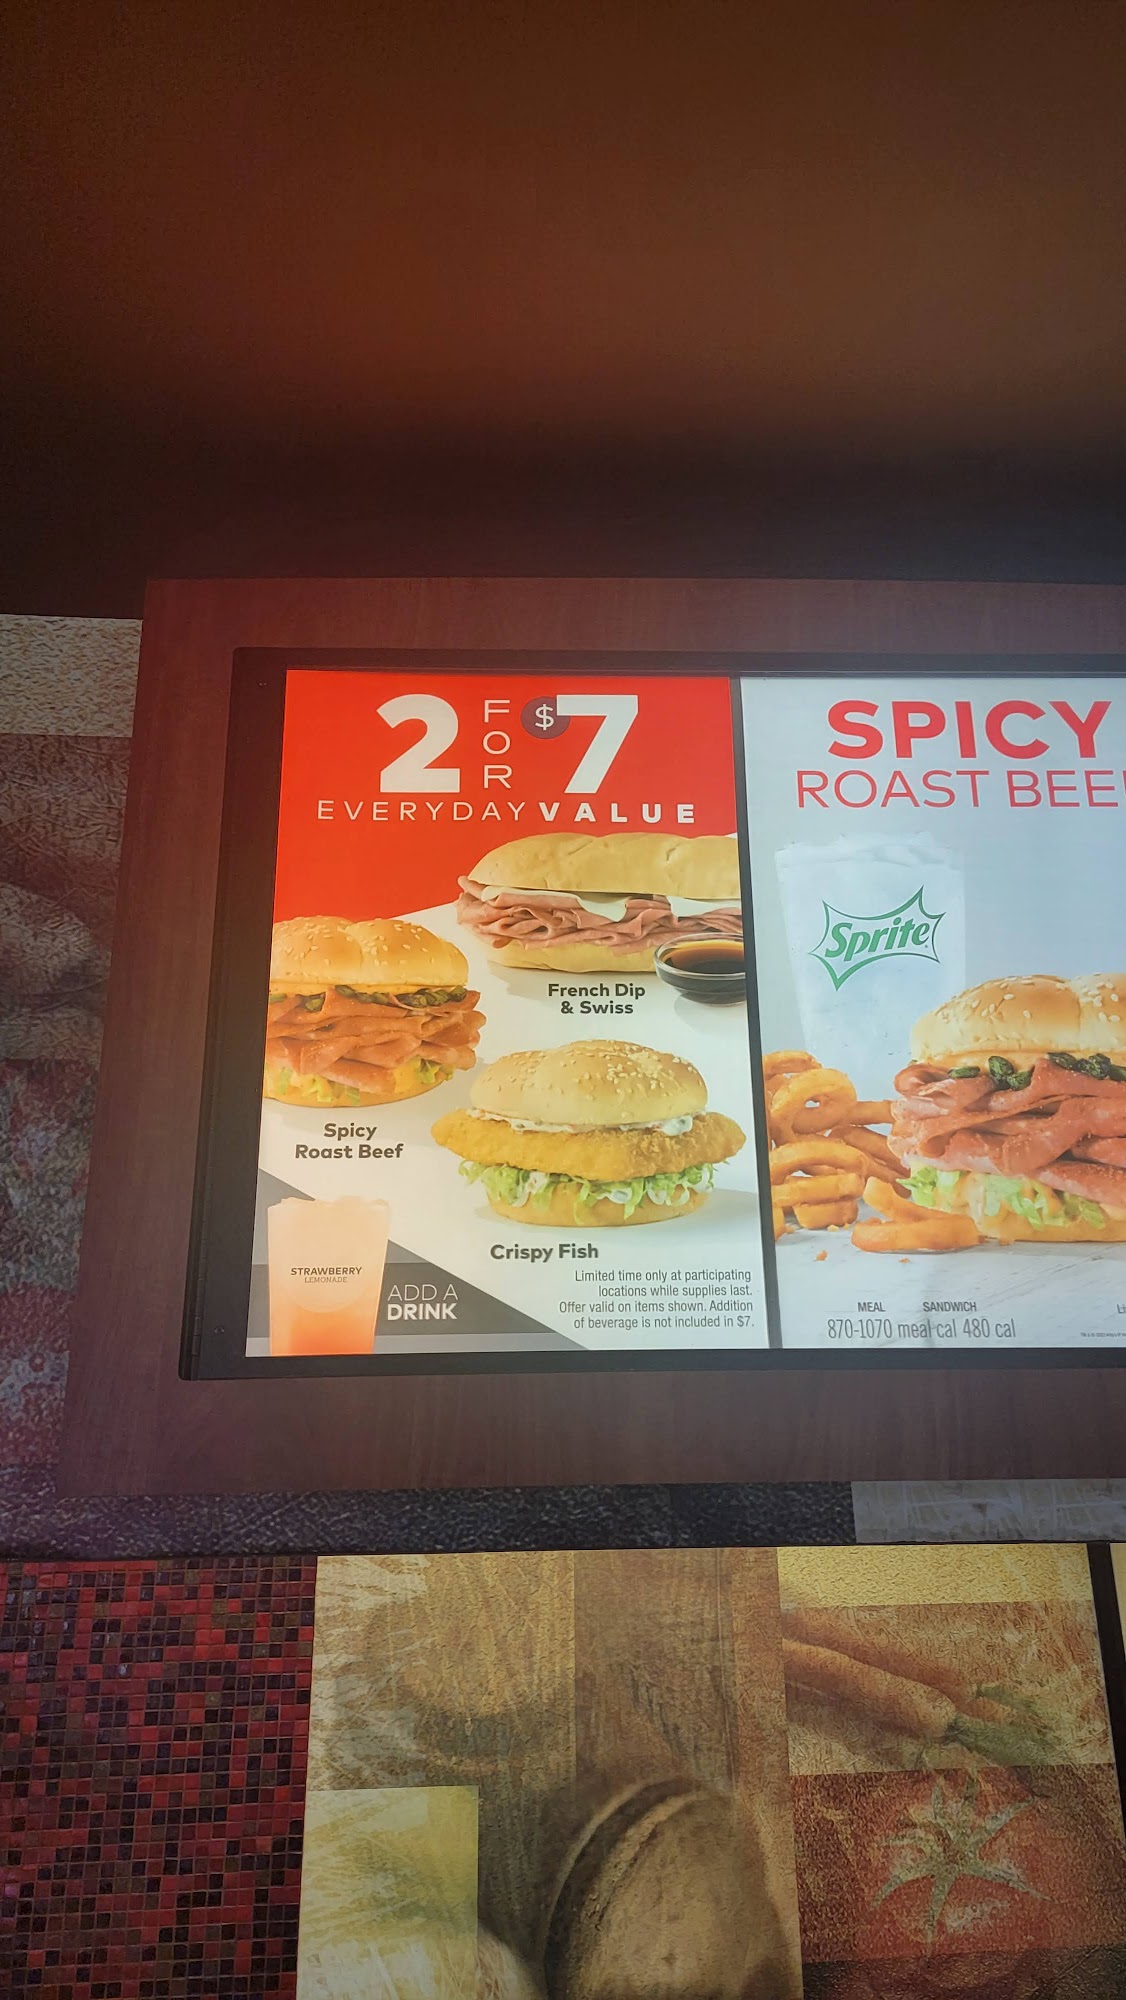 2 FOR $7
EVERYDAY VALUE
French Dip
& Swiss
Spicy
Roast Beef
Crispy Fish
STRAWBERRY
LEMONADE
ADD A
DRINK
Limited time only at participating
locations while supplies last.
Offer valid on items shown. Addition
of beverage is not included in $7.
SPICY
ROAST BEE
Sprite
MEAL SANDWICH
870-1070 meal cal 480 cal